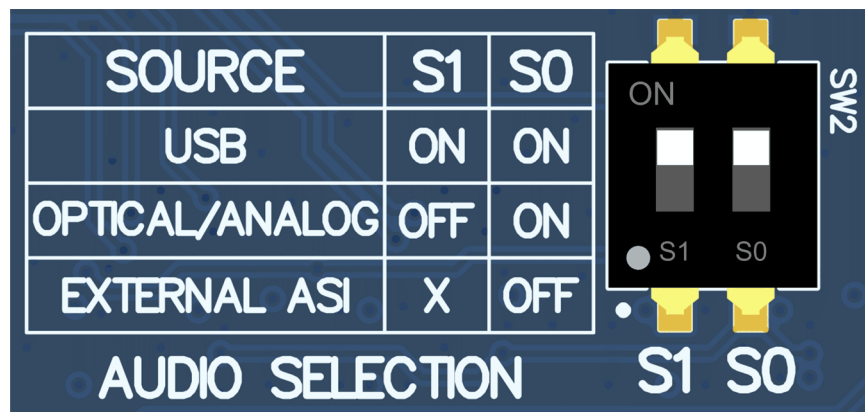 SOURCE S1 S0
USB ON ON
OPTICAL/ANALOG OFF ON
EXTERNAL ASI X OFF
AUDIO SELECTION
ON
S1 S0
SW2
S1 S0